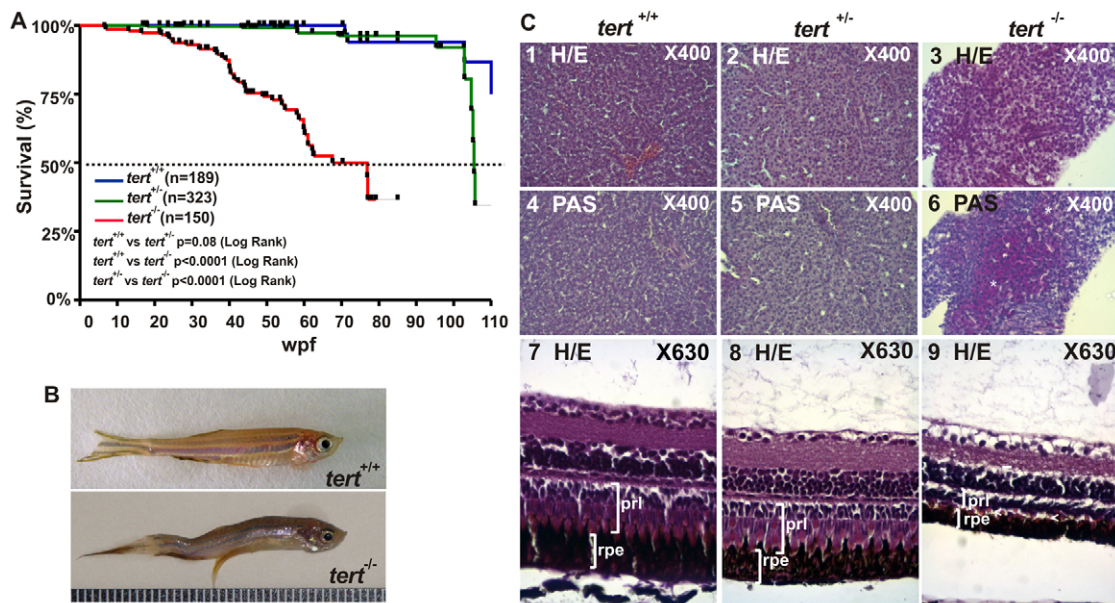 A
100%
75%
50%
25%
0%
Survival (%)
0 10 20 30 40 50 60 70 80 90 100 110
wpf
tert+/+ (n=189)
tert+/- (n=323)
tert-/- (n=150)
tert+/+ vs tert+/- p=0.08 (Log Rank)
tert+/+ vs tert-/- p<0.0001 (Log Rank)
tert+/- vs tert-/- p<0.0001 (Log Rank)
B
tert+/+
tert-/-
C
tert+/+ tert+/- tert-/-
1 H/E X400
2 H/E X400
3 H/E X400
4 PAS X400
5 PAS X400
6 PAS X400
* 
*
7 H/E X630
prl
rpe
8 H/E X630
prl
rpe
9 H/E X630
prl
rpe